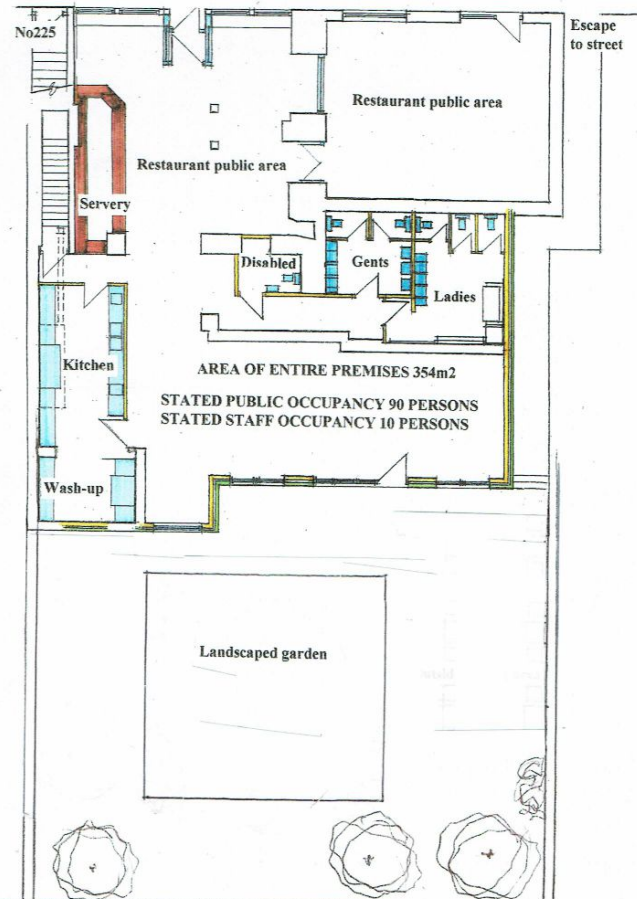 No225
Escape
to street
Restaurant public area
Restaurant public area
Servery
Disabled
Gents
Ladies
Kitchen
AREA OF ENTIRE PREMISES 354m2
STATED PUBLIC OCCUPANCY 90 PERSONS
STATED STAFF OCCUPANCY 10 PERSONS
Wash-up
Landscaped garden